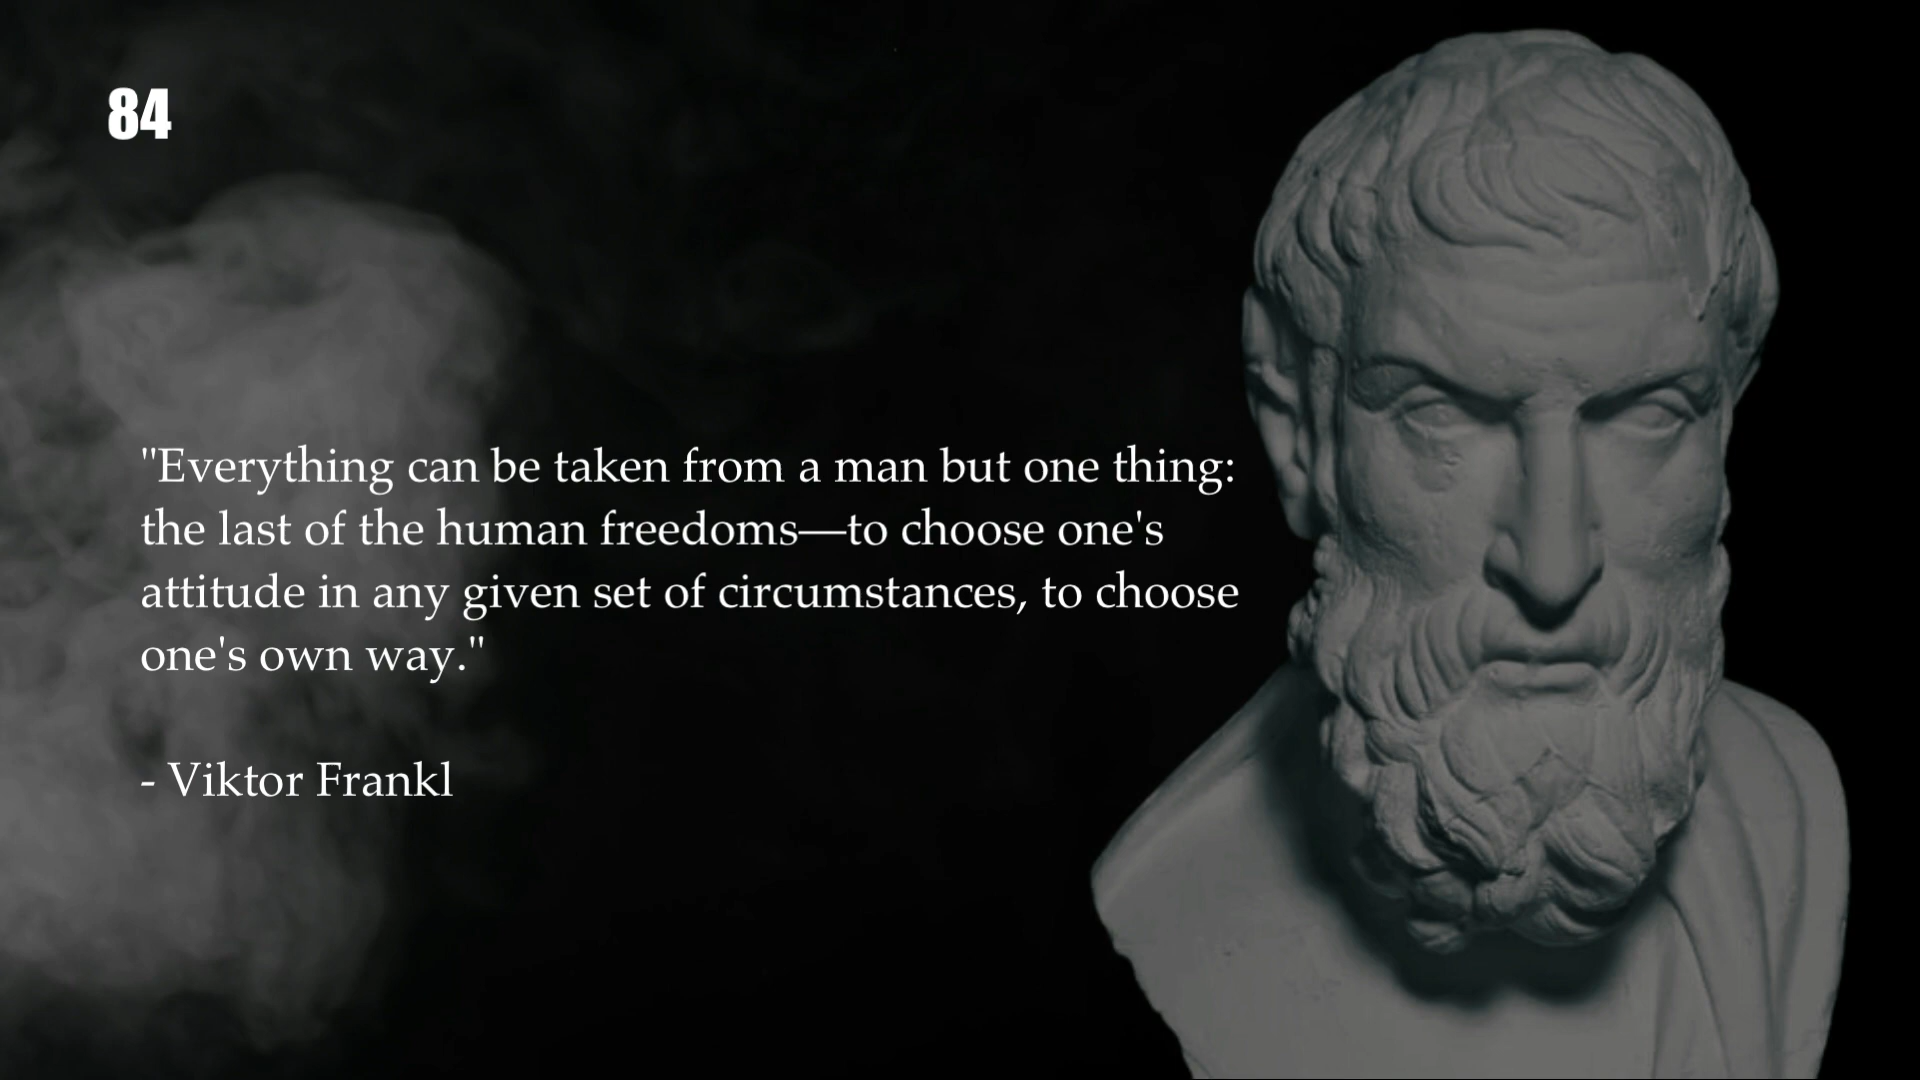 84
"Everything can be taken from a man but one thing:
the last of the human freedoms—to choose one's
attitude in any given set of circumstances, to choose
one's own way."
- Viktor Frankl